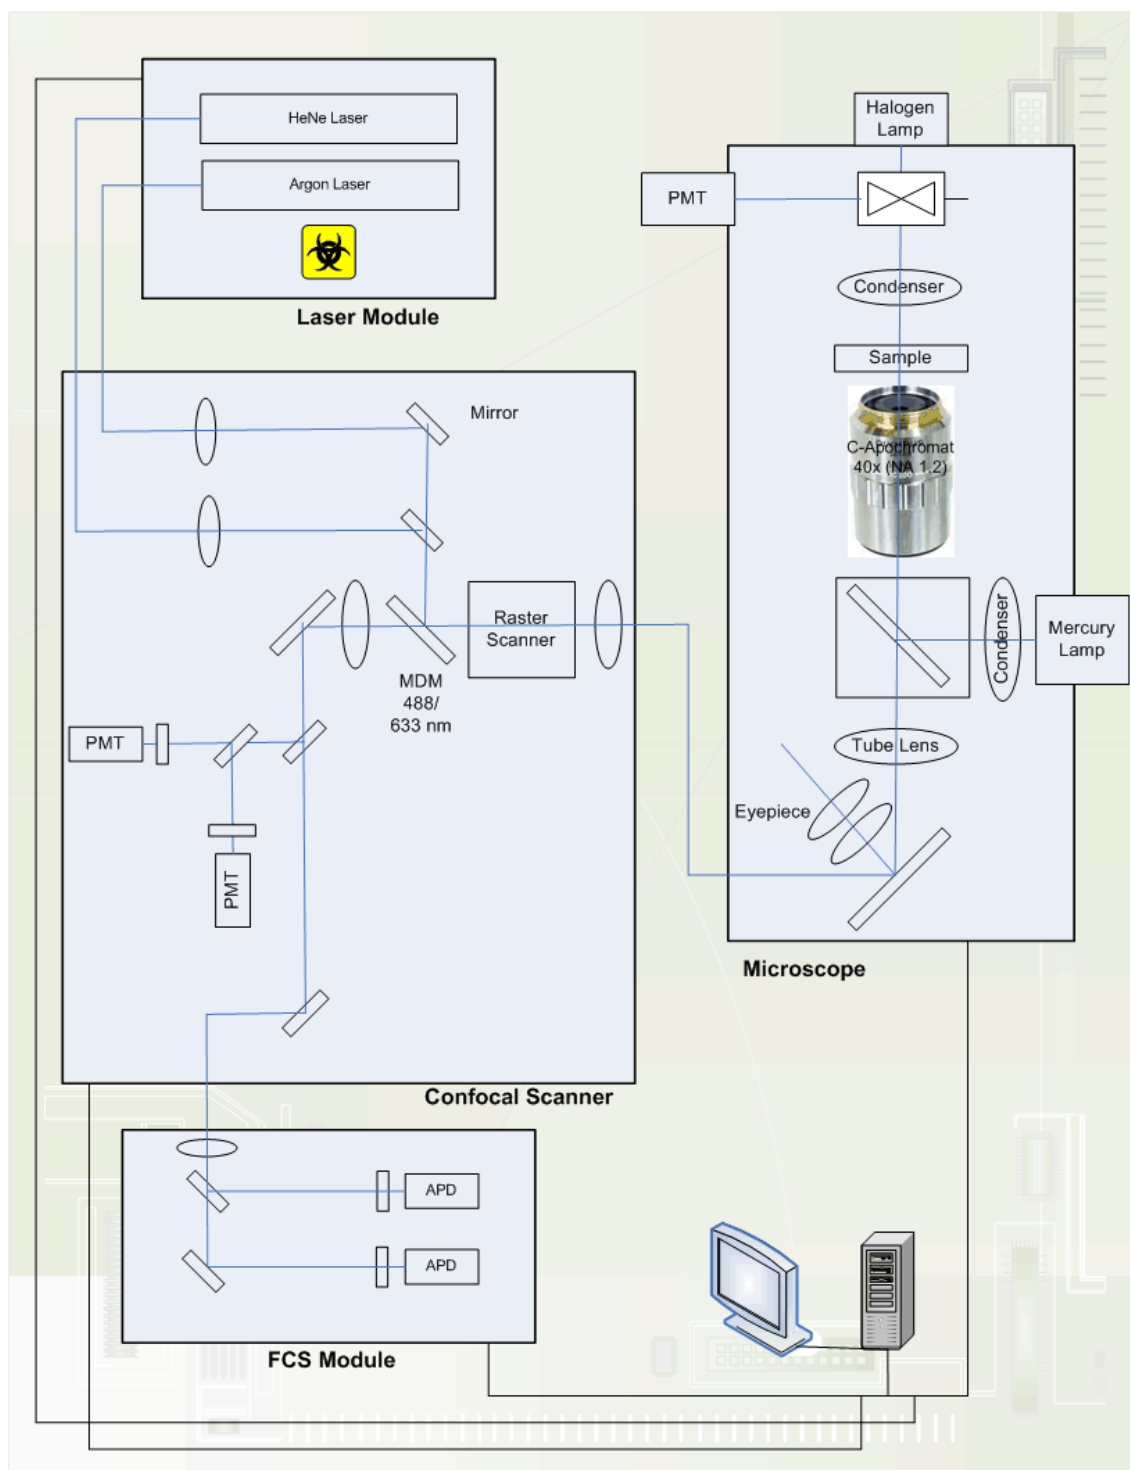 HeNe Laser
Argon Laser
Laser Module
Halogen
Lamp
PMT
Condenser
Sample
C-Apochromat
40x (NA 1.2)
Mirror
Raster
Scanner
MDM
488/
633 nm
PMT
PMT
Condenser
Mercury
Lamp
Tube Lens
Eyepiece
Microscope
Confocal Scanner
APD
APD
FCS Module